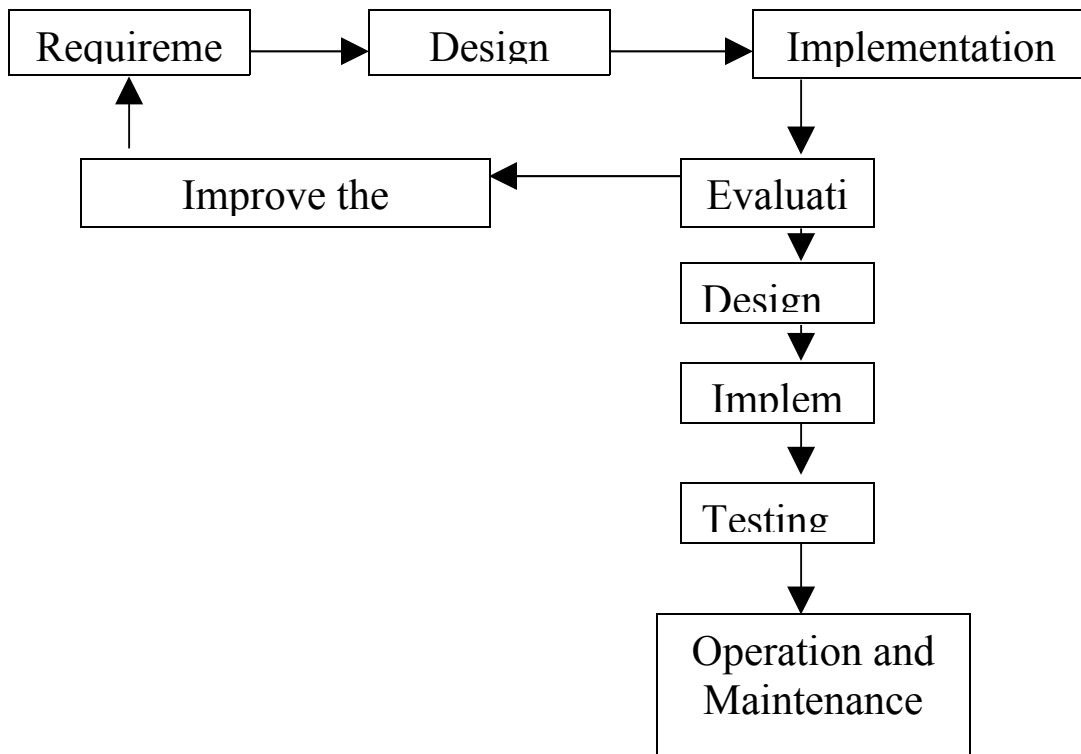 Requireme
Design
Implementation
Improve the
Evaluati
Design
Implem
Testing
Operation and
Maintenance